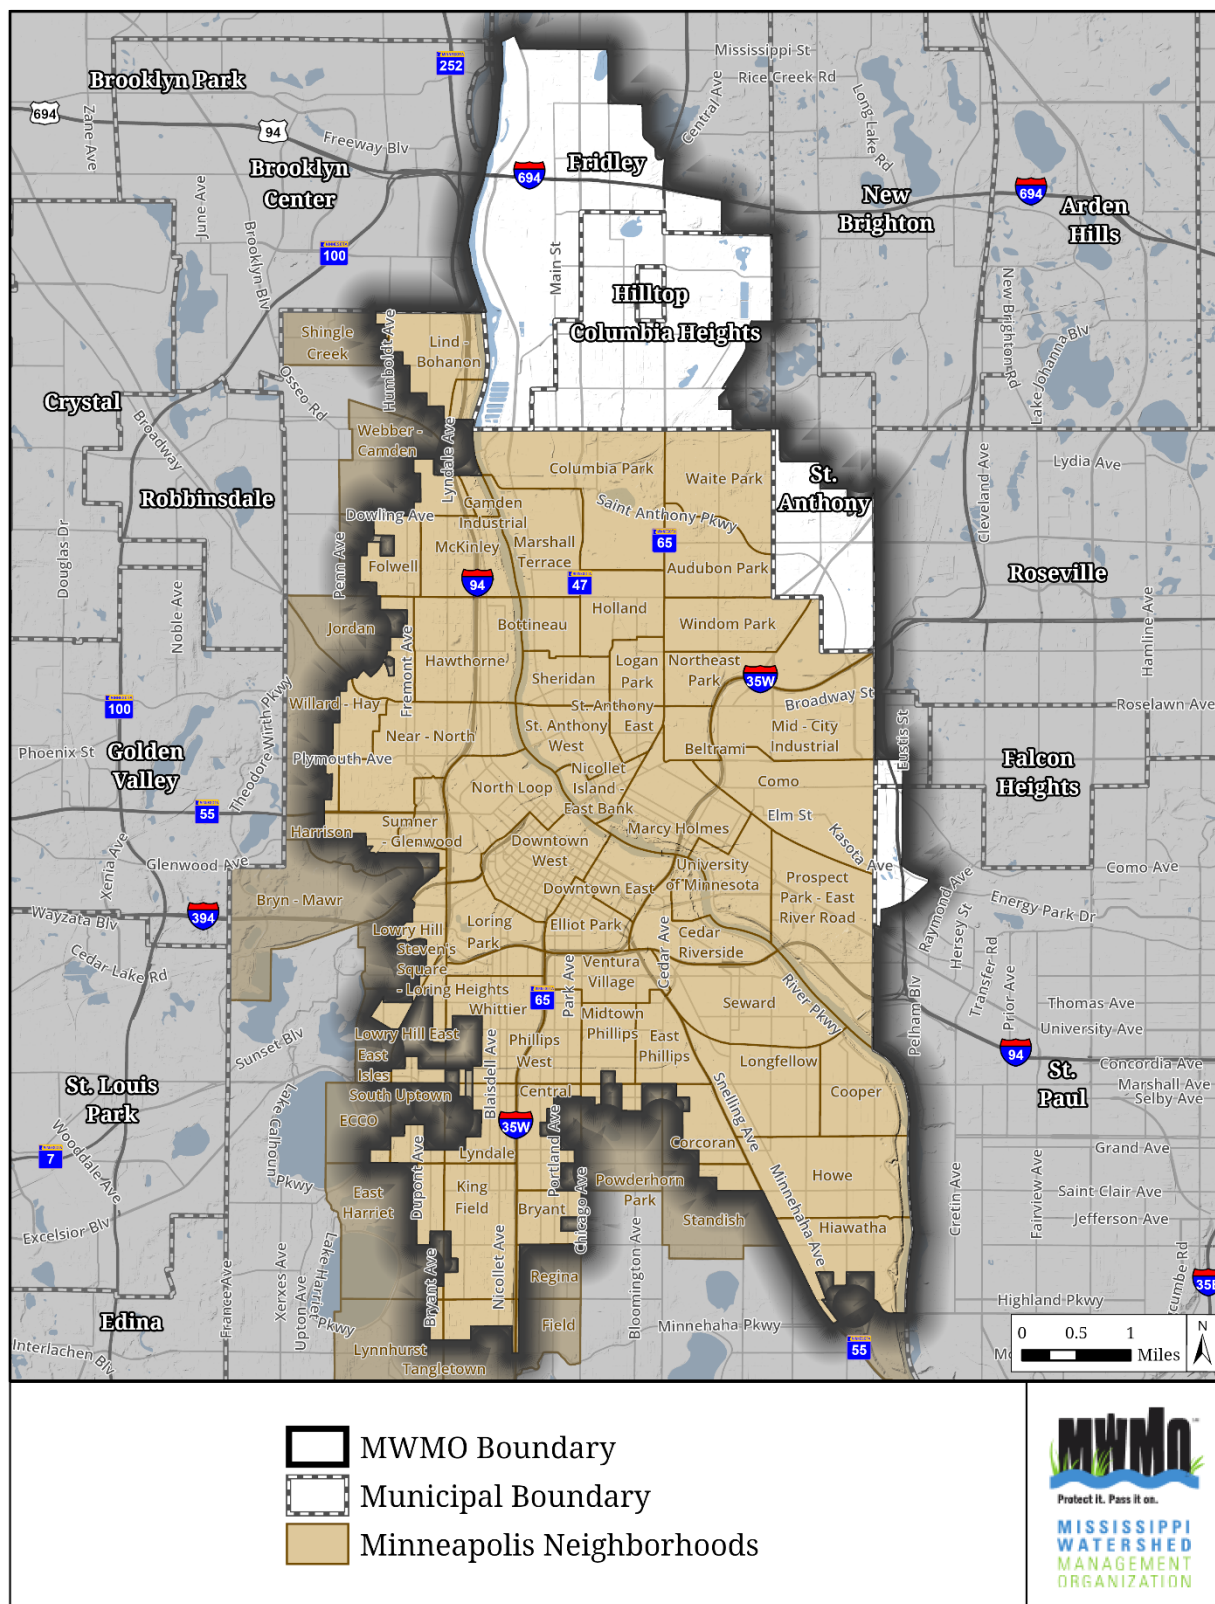 Mississippi St
Rice Creek Rd
Central Ave
Long Lake Rd
Brooklyn Park
252
Zane Ave
694
94
Freeway Blv
Brooklyn
Center
694
Fridley
New
Brighton
694
Arden
Hills
June Ave
Brooklyn Blv
100
Main St
Hilltop
Columbia Heights
New Brighton Rd
Lake Johanna Blv
Shingle
Creek
Humboldt Ave
Lind -
Bohanon
Osseo Rd
Crystal
Broadway
Webber -
Camden
Lyndale Ave
Columbia Park
Waite Park
St.
Anthony
Cleveland Ave
Lydia Ave
Robbinsdale
Dowling Ave
Camden
Industrial
Saint Anthony Pkwy
Douglas Dr
Penn Ave
McKinley
Marshall
Terrace
65
Folwell
94
47
Audubon Park
Roseville
Noble Ave
Holland
Hamline Ave
Jordan
Fremont Ave
Bottineau
Windom Park
Hawthorne
Logan
Park
Northeast
Park
Sheridan
35W
Broadway St
Theodore Wirth Pkwy
Willard - Hay
St. Anthony
East
100
Roselawn Ave
Near - North
St. Anthony
West
Mid - City
Industrial
Eustis St
Phoenix St
Golden
Valley
Plymouth Ave
Beltrami
Falcon
Heights
Nicollet
Island -
East Bank
North Loop
Como
55
Elm St
Harrison
Sumner
- Glenwood
Marcy Holmes
Kasota Ave
Xenia Ave
Glenwood Ave
Downtown
West
University
of Minnesota
Como Ave
Bryn - Mawr
Downtown East
Prospect
Park - East
River Road
Raymond Ave
Hersey St
Energy Park Dr
Wayzata Blv
394
Lowry Hill
Loring
Park
Elliot Park
Cedar Ave
Cedar
Riverside
Transfer Rd
Cedar Lake Rd
Steven's
Square
- Loring Heights
Park Ave
Ventura
Village
Pelham Blv
Prior Ave
65
Whittier
Midtown
Phillips
Seward
River Pkwy
Thomas Ave
University Ave
Sunset Blv
Lowry Hill East
Blaisdell Ave
Phillips
West
East
Phillips
94
East
Isles
Longfellow
Concordia Ave
St. Louis
Park
South Uptown
Central
Snelling Ave
Cooper
St.
Paul
Marshall Ave
Selby Ave
Lake Calhoun Pkwy
ECCO
35W
Portland Ave
Wooddale Ave
7
Dupont Ave
Lyndale
Corcoran
Grand Ave
East
Harriet
King
Field
Chicago Ave
Powderhorn
Park
Minnehaha Ave
Howe
Cretin Ave
Fairview Ave
Saint Clair Ave
Bryant
Standish
Hiawatha
Jefferson Ave
Excelsior Blv
Nicollet Ave
Xerxes Ave
Upton Ave
Lake Harriet Pkwy
France Ave
Bryant Ave
Regina
Bloomington Ave
Highland Pkwy
Edina
Field
Minnehaha Pkwy
55
Interlachen Blv
Lynnhurst
Tangletown
0 0.5 1
Miles
N
MWMO Boundary
Municipal Boundary
Minneapolis Neighborhoods
MWMO
Protect it. Pass it on.
MISSISSIPPI
WATERSHED
MANAGEMENT
ORGANIZATION